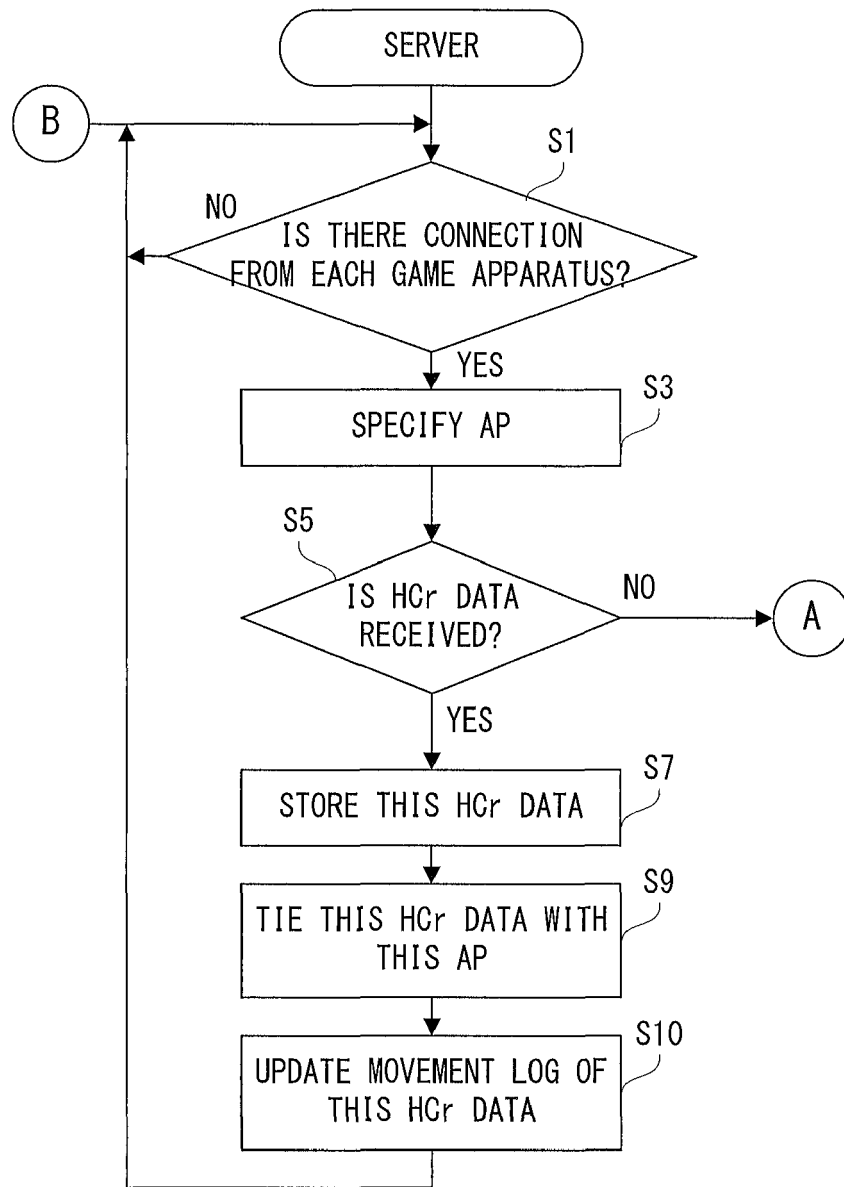 SERVER
B
S1
NO
IS THERE CONNECTION
FROM EACH GAME APPARATUS?
YES
S3
SPECIFY AP
S5
IS HCr DATA
RECEIVED?
NO
A
YES
S7
STORE THIS HCr DATA
S9
TIE THIS HCr DATA WITH
THIS AP
S10
UPDATE MOVEMENT LOG OF
THIS HCr DATA